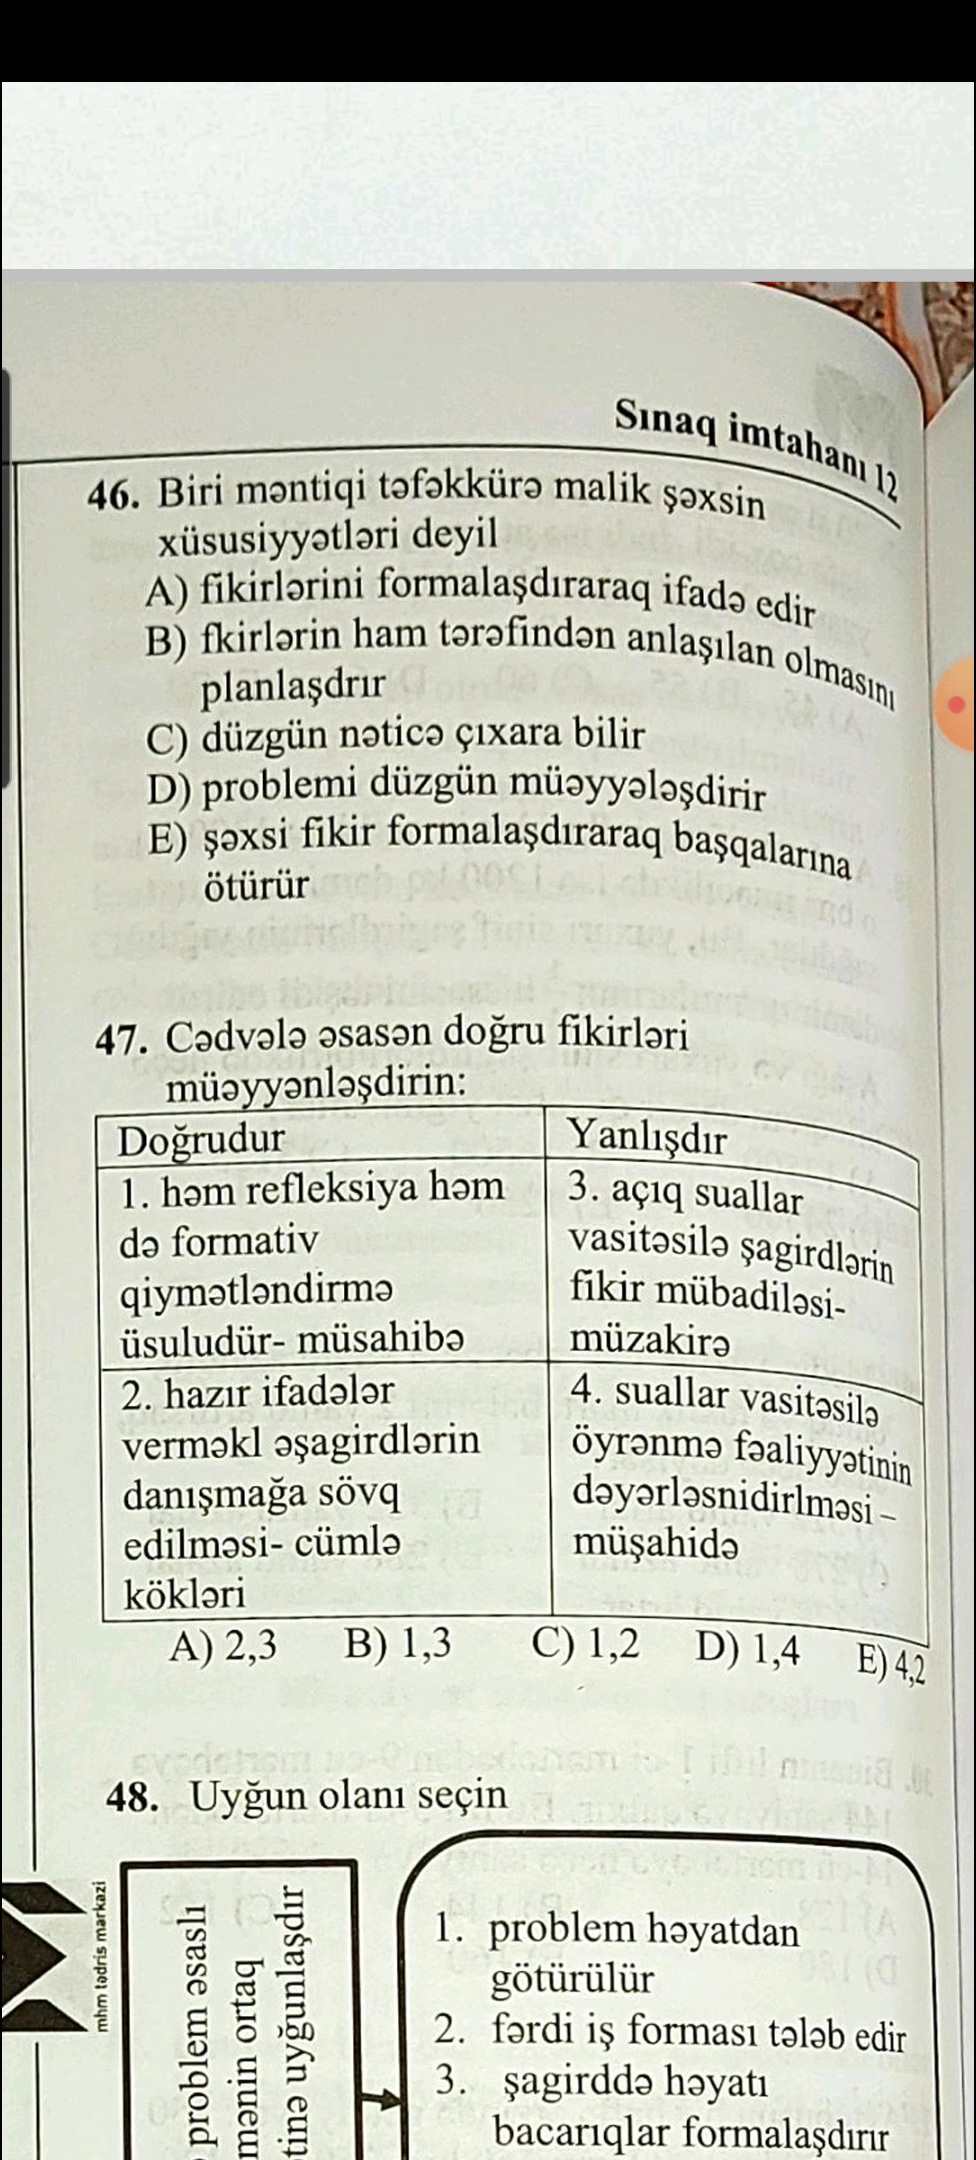 Sınaq imtahanı 12
46. Biri məntiqi təfəkkürə malik şəxsin
xüsusiyyətləri deyil
A) fikirlərini formalaşdıraraq ifadə edir
B) fkirlərin ham tərəfindən anlaşılan olmasını
planlaşdrır
C) düzgün nəticə çıxara bilir
D) problemi düzgün müəyyələşdirir
E) şəxsi fikir formalaşdıraraq başqalarına
ötürür
47. Cədvələ əsasən doğru fikirləri
müəyyənləşdirin:
Doğrudur
1. həm refleksiya həm
də formativ
qiymətləndirmə
üsuludür- müsahibə
Yanlışdır
3. açıq suallar
vasitəsilə şagirdlərin
fikir mübadiləsi-
müzakirə
2. hazır ifadələr
verməkl əşagirdlərin
danışmağa sövq
edilməsi- cümlə
kökləri
4. suallar vasitəsilə
öyrənmə fəaliyyətinin
dəyərləsnidirlməsi –
müşahidə
A) 2,3 B) 1,3 C) 1,2 D) 1,4 E) 4,2
48. Uyğun olanı seçin
mhm tədris mərkəzi
problem əsaslı
mənin ortaq
tinə uyğunlaşdır
1. problem həyatdan
götürülür
2. fərdi iş forması tələb edir
3. şagirddə həyatı
bacarıqlar formalaşdırır